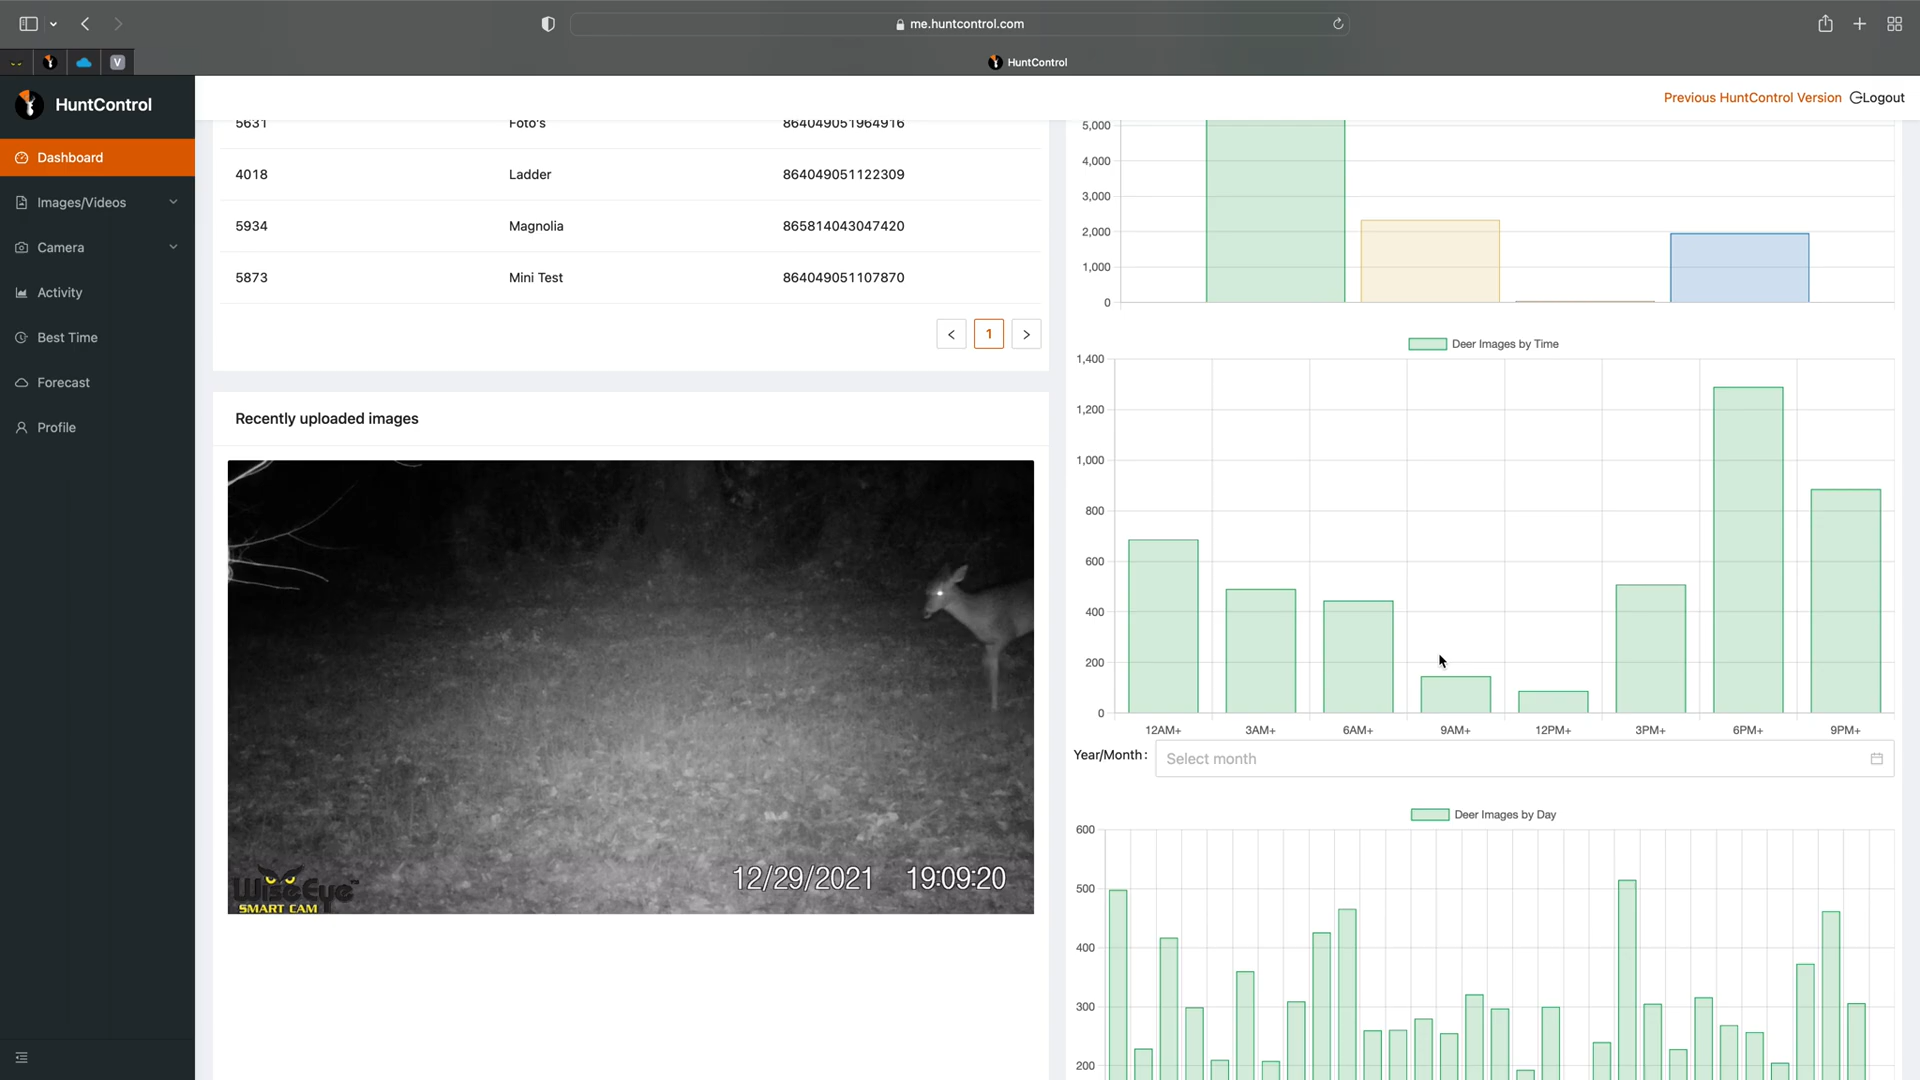 me.huntcontrol.com
V
HuntControl
HuntControl
Previous HuntControl Version
Logout
Dashboard
Images/Videos
Camera
Activity
Best Time
Forecast
Profile
5631 Foto's 864049051964916
4018 Ladder 864049051122309
5934 Magnolia 865814043047420
5873 Mini Test 864049051107870
< 1 >
Recently uploaded images
12/29/2021 19:09:20
WiseEye™
SMART CAM
5,000
4,000
3,000
2,000
1,000
0
Deer Images by Time
1,400
1,200
1,000
800
600
400
200
0
12AM+ 3AM+ 6AM+ 9AM+ 12PM+ 3PM+ 6PM+ 9PM+
Year/Month: Select month
Deer Images by Day
600
500
400
300
200